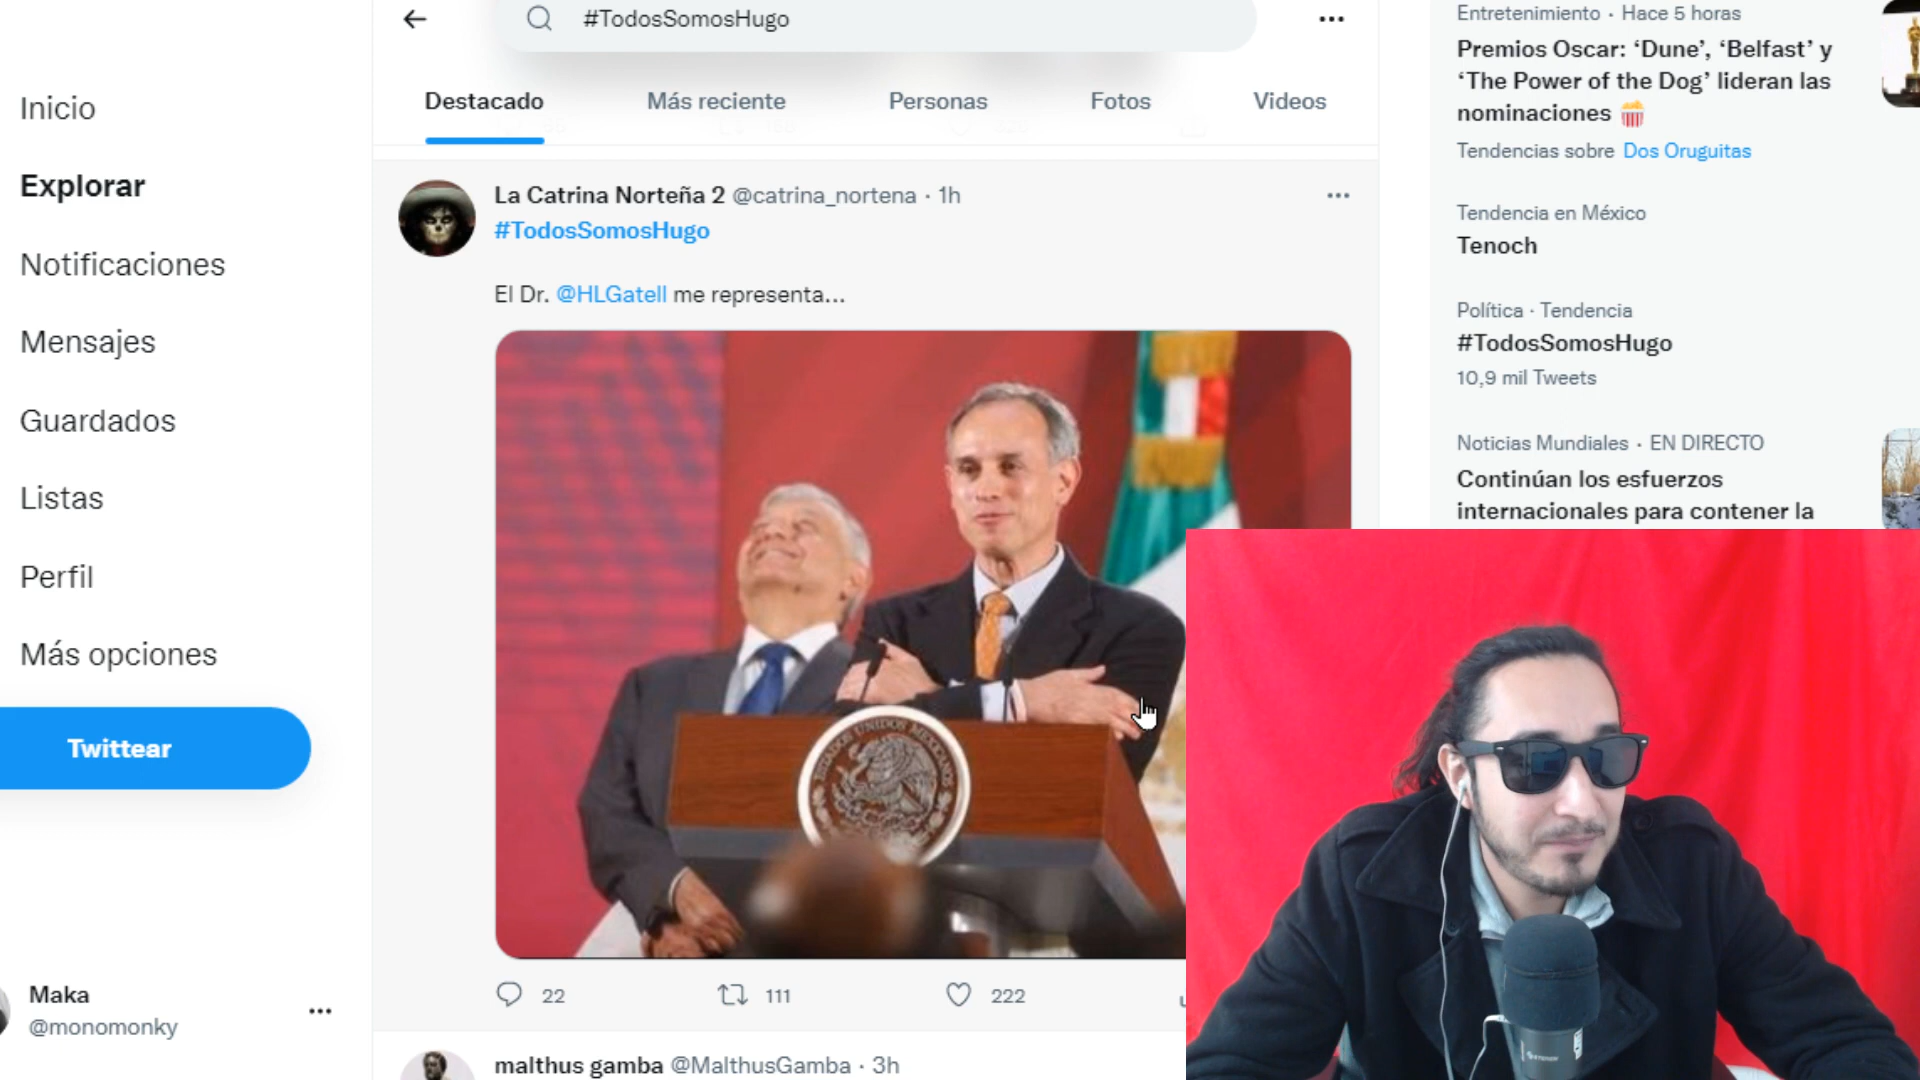 #TodosSomosHugo
Destacado
Más reciente
Personas
Fotos
Videos
Inicio
Explorar
Notificaciones
Mensajes
Guardados
Listas
Perfil
Más opciones
Twittear
Maka
@monomonky
La Catrina Norteña 2 @catrina_nortena · 1h
#TodosSomosHugo
El Dr. @HLGatell me representa...
ESTADOS UNIDOS MEXICANOS
22
111
222
malthus gamba @MalthusGamba · 3h
Entretenimiento · Hace 5 horas
Premios Oscar: ‘Dune’, ‘Belfast’ y
‘The Power of the Dog’ lideran las
nominaciones 🍿
Tendencias sobre Dos Oruguitas
Tendencia en México
Tenoch
Política · Tendencia
#TodosSomosHugo
10,9 mil Tweets
Noticias Mundiales · EN DIRECTO
Continúan los esfuerzos
internacionales para contener la